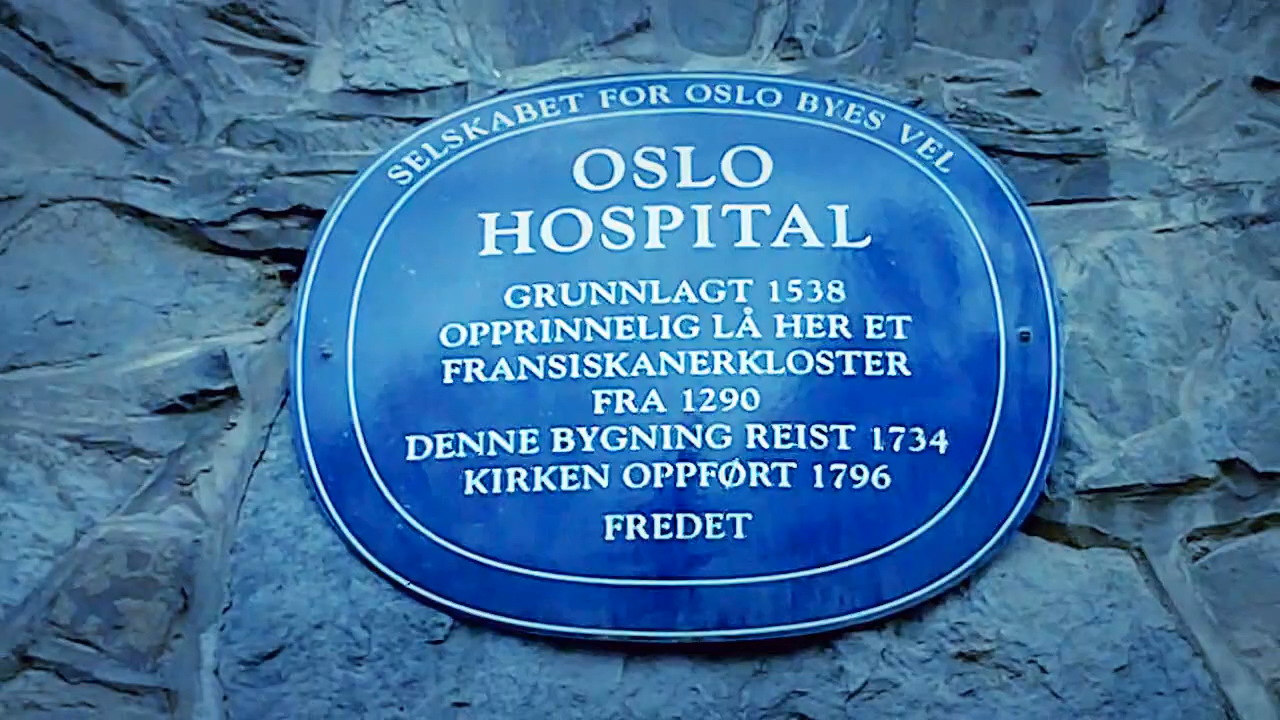 SELSKABET FOR OSLO BYES VEL
OSLO
HOSPITAL
GRUNNLAGT 1538
OPPRINNELIG LÅ HER ET
FRANSISKANERKLOSTER
FRA 1290
DENNE BYGNING REIST 1734
KIRKEN OPPFØRT 1796
FREDET